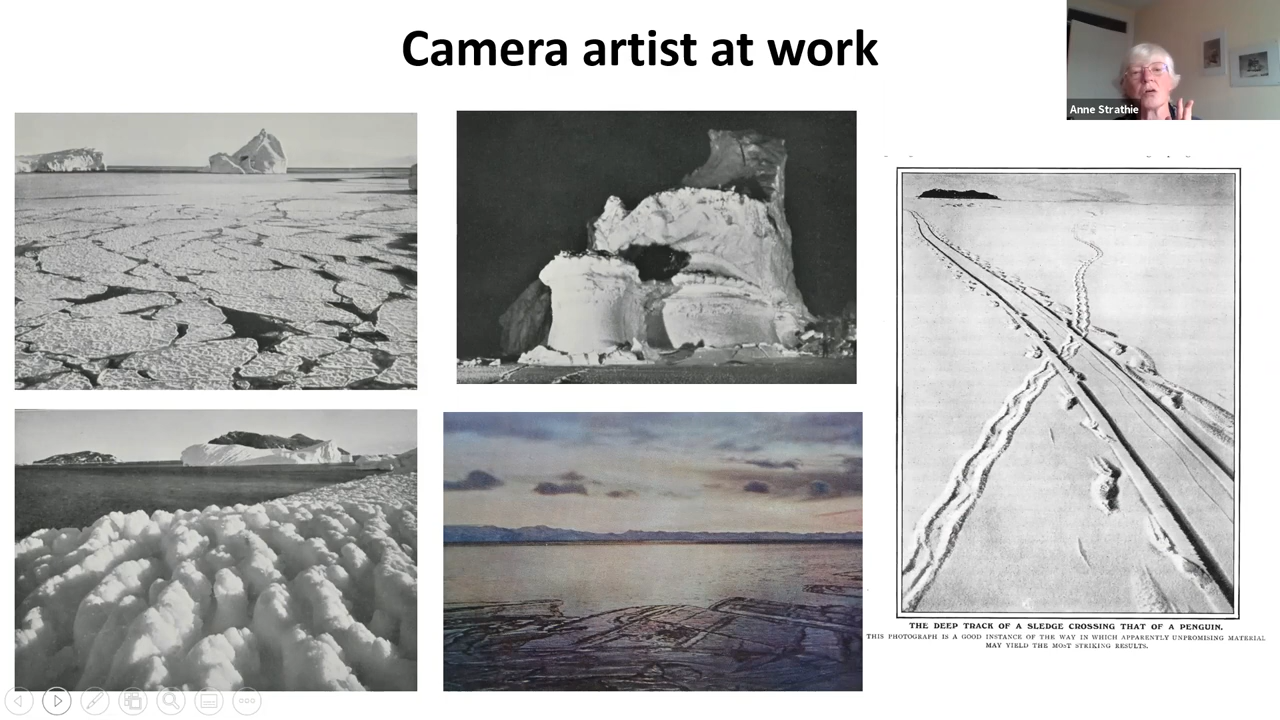 Camera artist at work
Anne Strathie
THE DEEP TRACK OF A SLEDGE CROSSING THAT OF A PENGUIN.
THIS PHOTOGRAPH IS A GOOD INSTANCE OF THE WAY IN WHICH APPARENTLY UNPROMISING MATERIAL
MAY YIELD THE MOST STRIKING RESULTS.